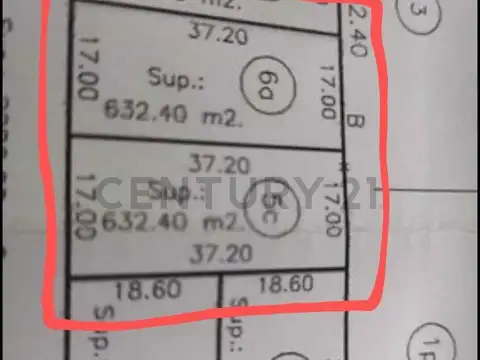 m2.
2.40
3
37.20
17.00
Sup.:
6a
17.00
632.40 m2.
B
37.20
CENTURY 21
17.00
Sup.:
5c
17.00
632.40 m2.
37.20
18.60
18.60
Sup.:
Sup.: